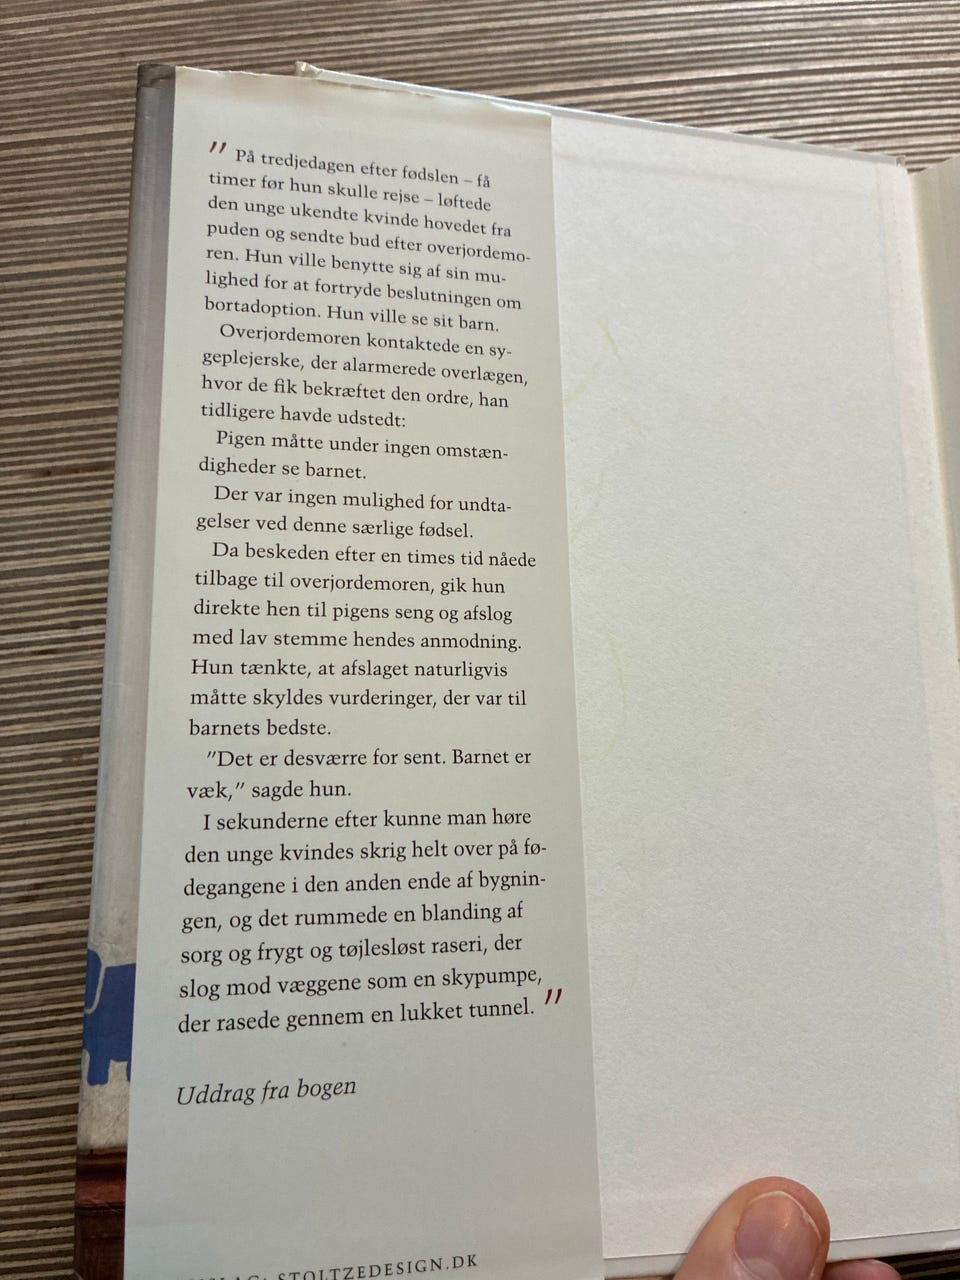 " På tredjedagen efter fødslen – få
timer før hun skulle rejse – løftede
den unge ukendte kvinde hovedet fra
puden og sendte bud efter overjordemo-
ren. Hun ville benytte sig af sin mu-
lighed for at fortryde beslutningen om
bortadoption. Hun ville se sit barn.
Overjordemoren kontaktede en sy-
geplejerske, der alarmerede overlægen,
hvor de fik bekræftet den ordre, han
tidligere havde udstedt:
Pigen måtte under ingen omstæn-
digheder se barnet.
Der var ingen mulighed for undta-
gelser ved denne særlige fødsel.
Da beskeden efter en times tid nåede
tilbage til overjordemoren, gik hun
direkte hen til pigens seng og afslog
med lav stemme hendes anmodning.
Hun tænkte, at afslaget naturligvis
måtte skyldes vurderinger, der var til
barnets bedste.
"Det er desværre for sent. Barnet er
væk," sagde hun.
I sekunderne efter kunne man høre
den unge kvindes skrig helt over på fø-
degangene i den anden ende af bygnin-
gen, og det rummede en blanding af
sorg og frygt og tøjlesløst raseri, der
slog mod væggene som en skypumpe,
der rasede gennem en lukket tunnel. "
Uddrag fra bogen
STOLTZEDESIGN.DK